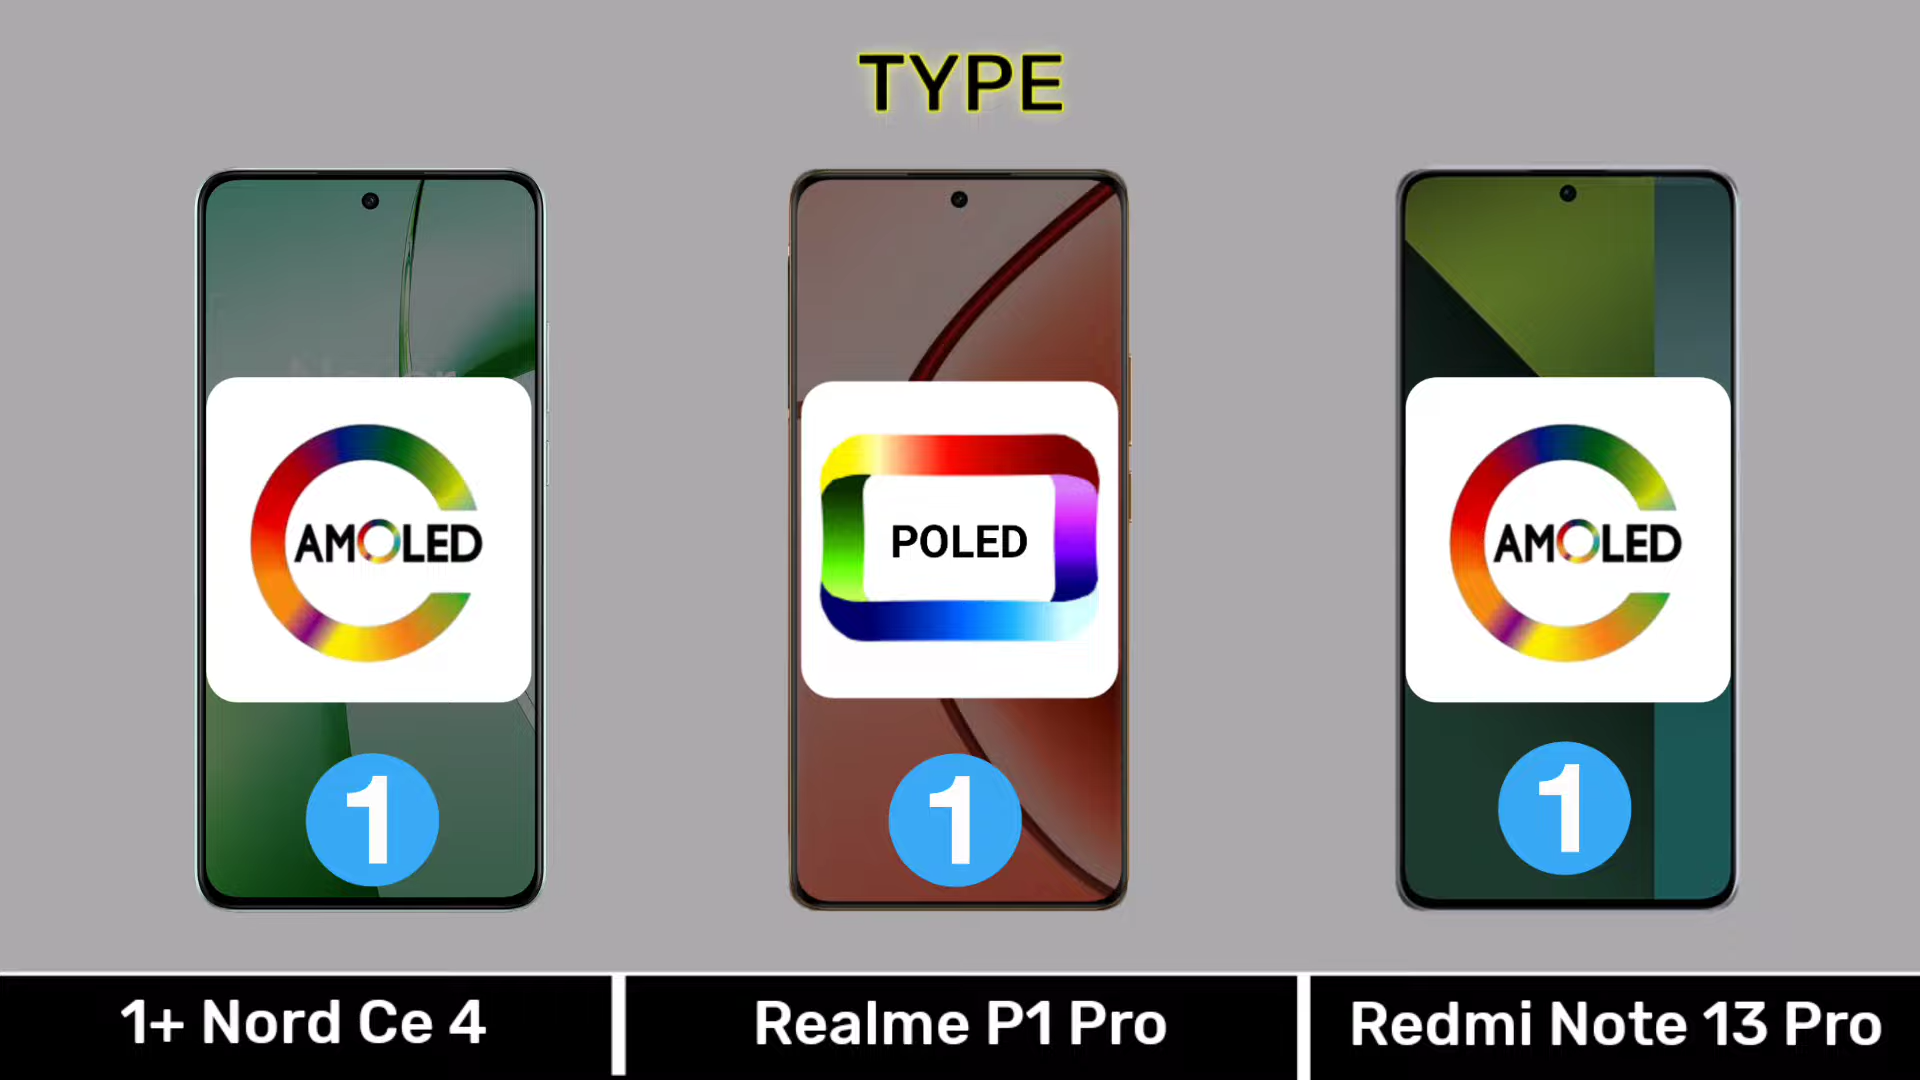 TYPE
AMOLED
POLED
AMOLED
1
1
1
1+ Nord Ce 4
Realme P1 Pro
Redmi Note 13 Pro